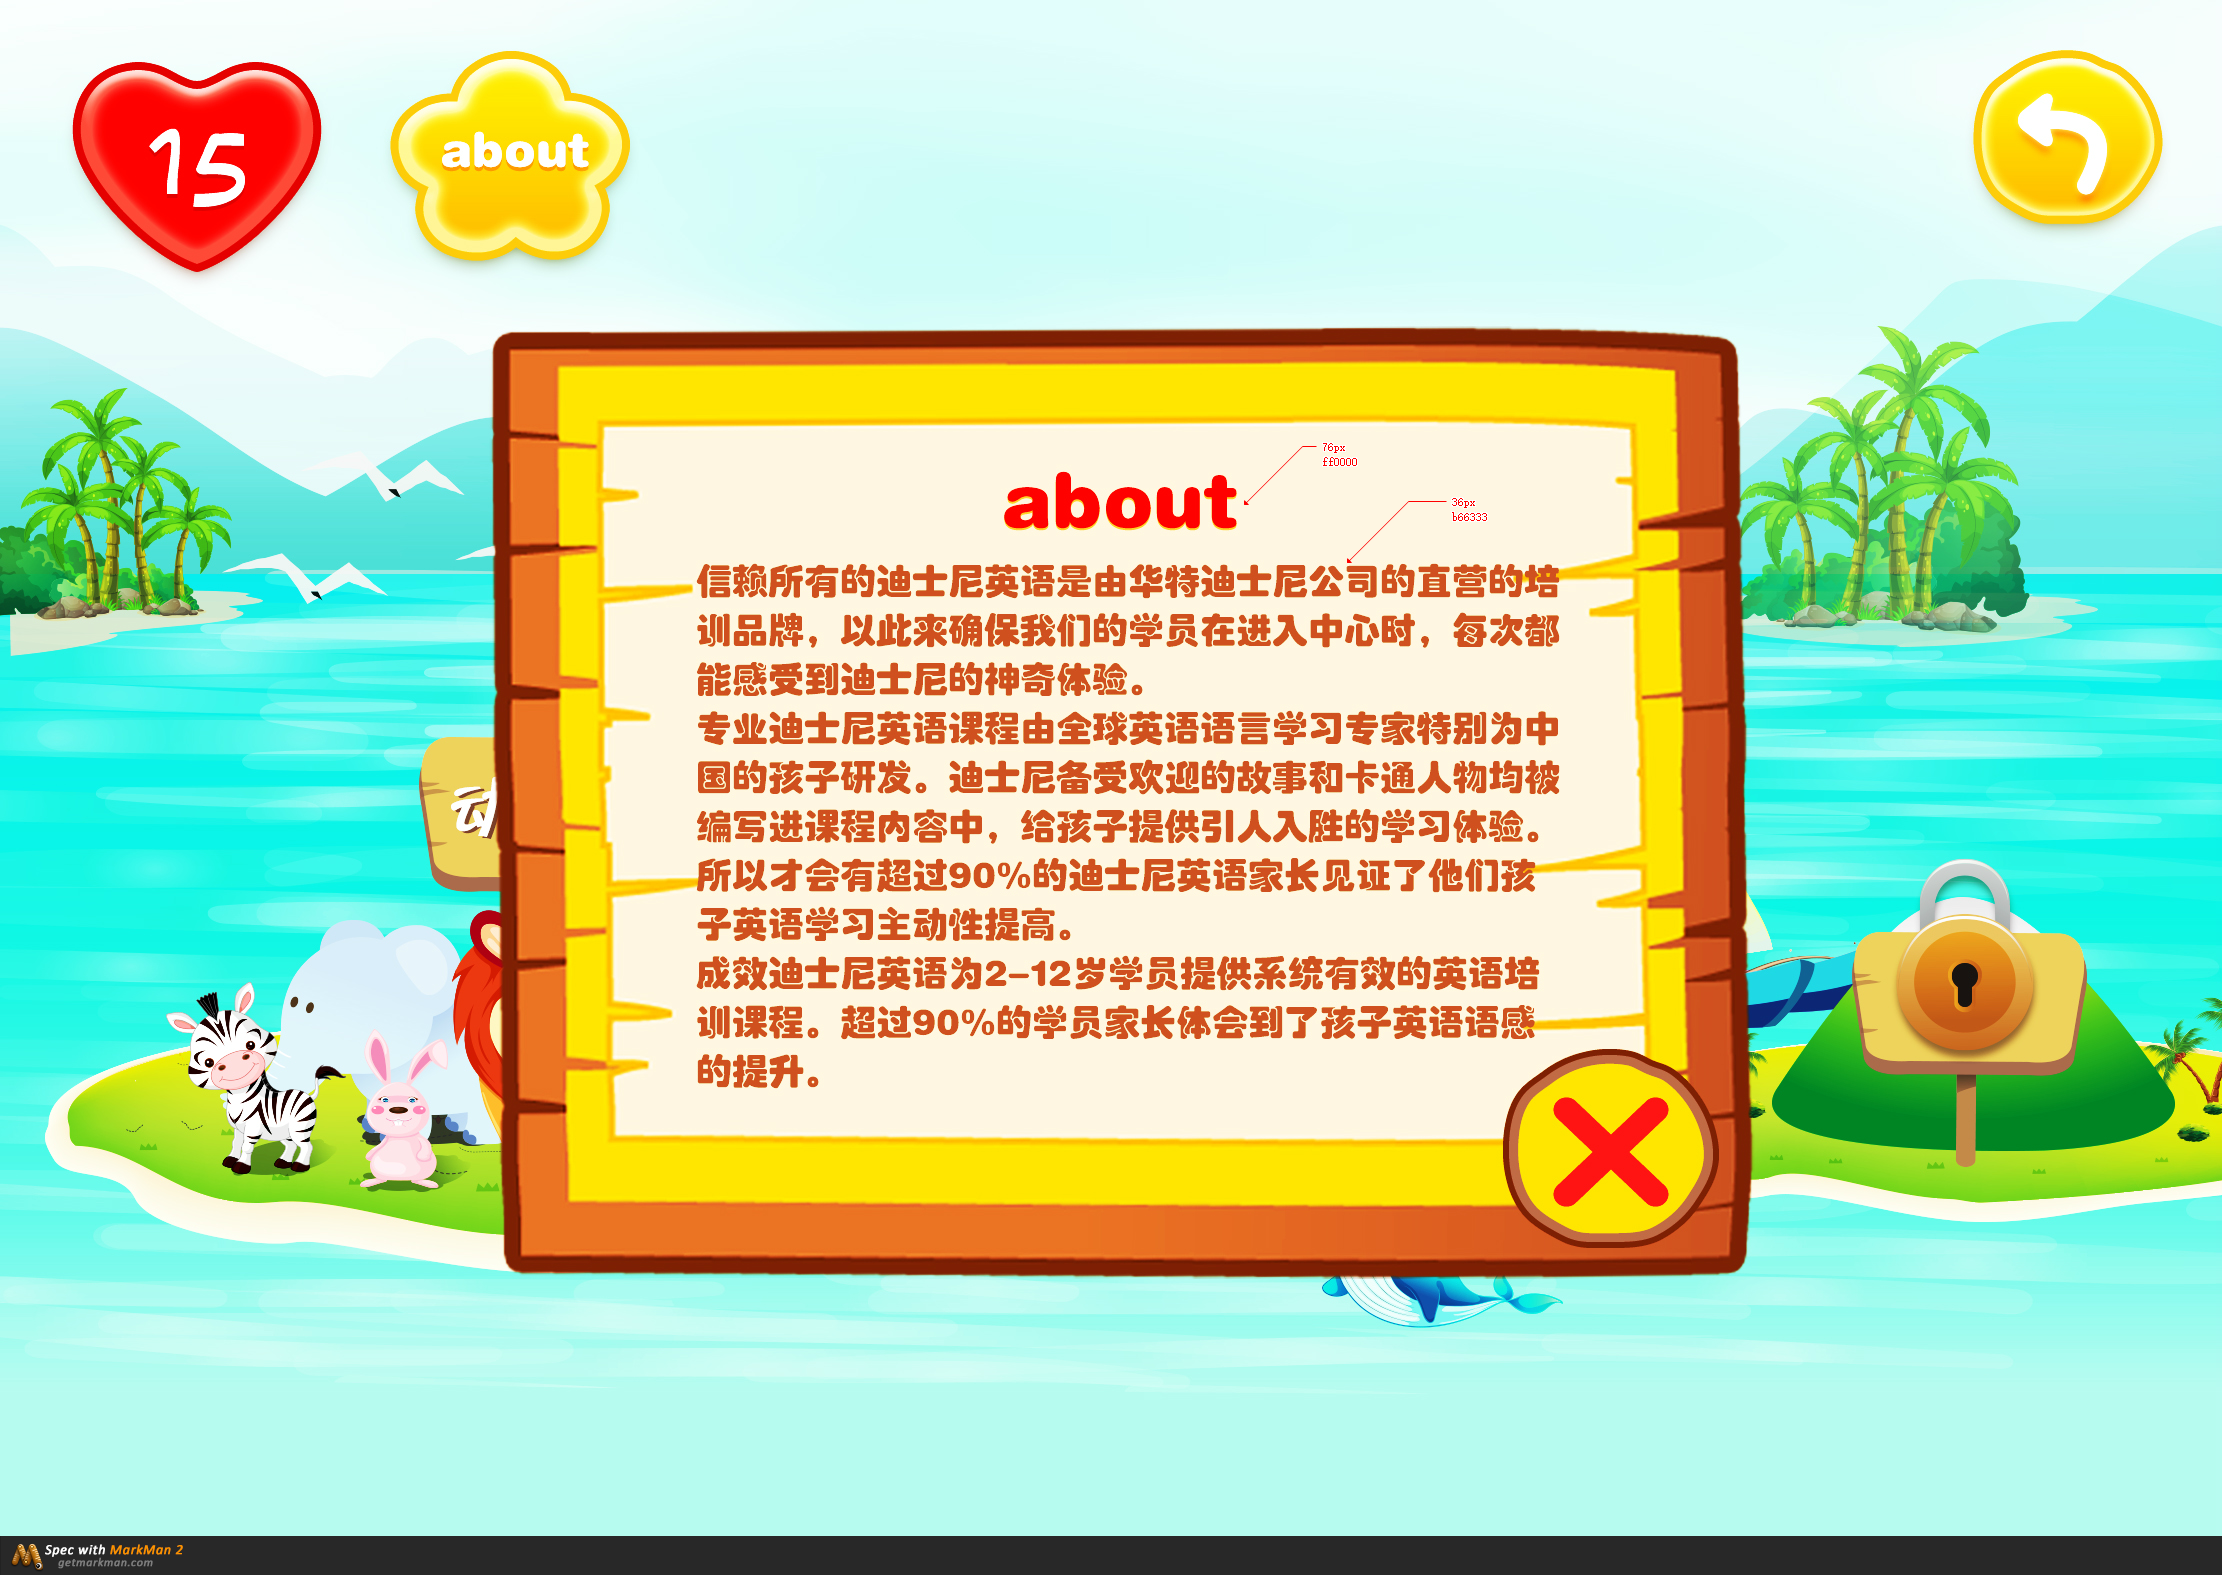 15
about
about
76px
ff0000
36px
b66333
信赖所有的迪士尼英语是由华特迪士尼公司的直营的培
训品牌，以此来确保我们的学员在进入中心时，每次都
能感受到迪士尼的神奇体验。
专业迪士尼英语课程由全球英语语言学习专家特别为中
国的孩子研发。迪士尼备受欢迎的故事和卡通人物均被
编写进课程内容中，给孩子提供引人入胜的学习体验。
所以才会有超过90%的迪士尼英语家长见证了他们孩
子英语学习主动性提高。
成效迪士尼英语为2-12岁学员提供系统有效的英语培
训课程。超过90%的学员家长体会到了孩子英语语感
的提升。
Spec with MarkMan 2
getmarkman.com